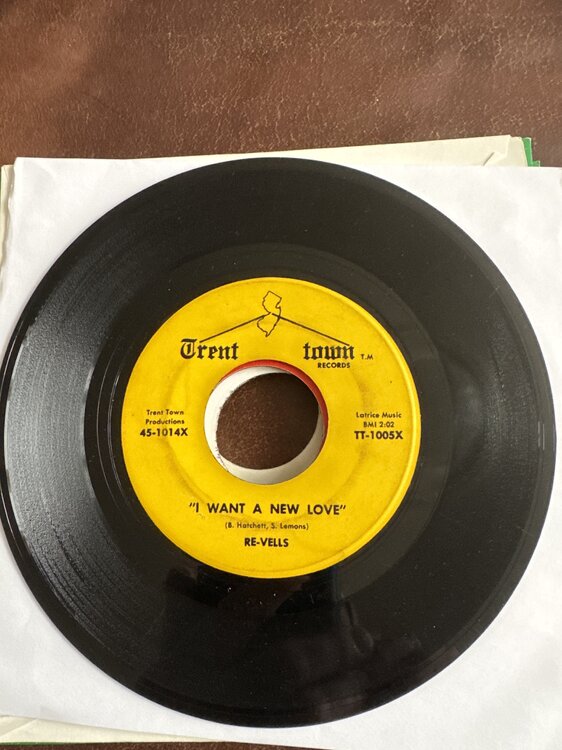 Trent town T.M
RECORDS
Trent Town
Productions
45-1014X
Latrice Music
BMI 2:02
TT-1005X
"I WANT A NEW LOVE"
(B. Hatchett, S. Lemons)
RE-VELLS